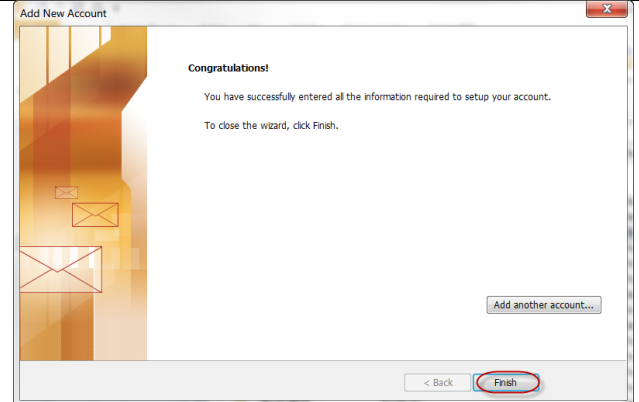 Add New Account
Congratulations!
You have successfully entered all the information required to setup your account.
To close the wizard, click Finish.
Add another account...
< Back
Finish